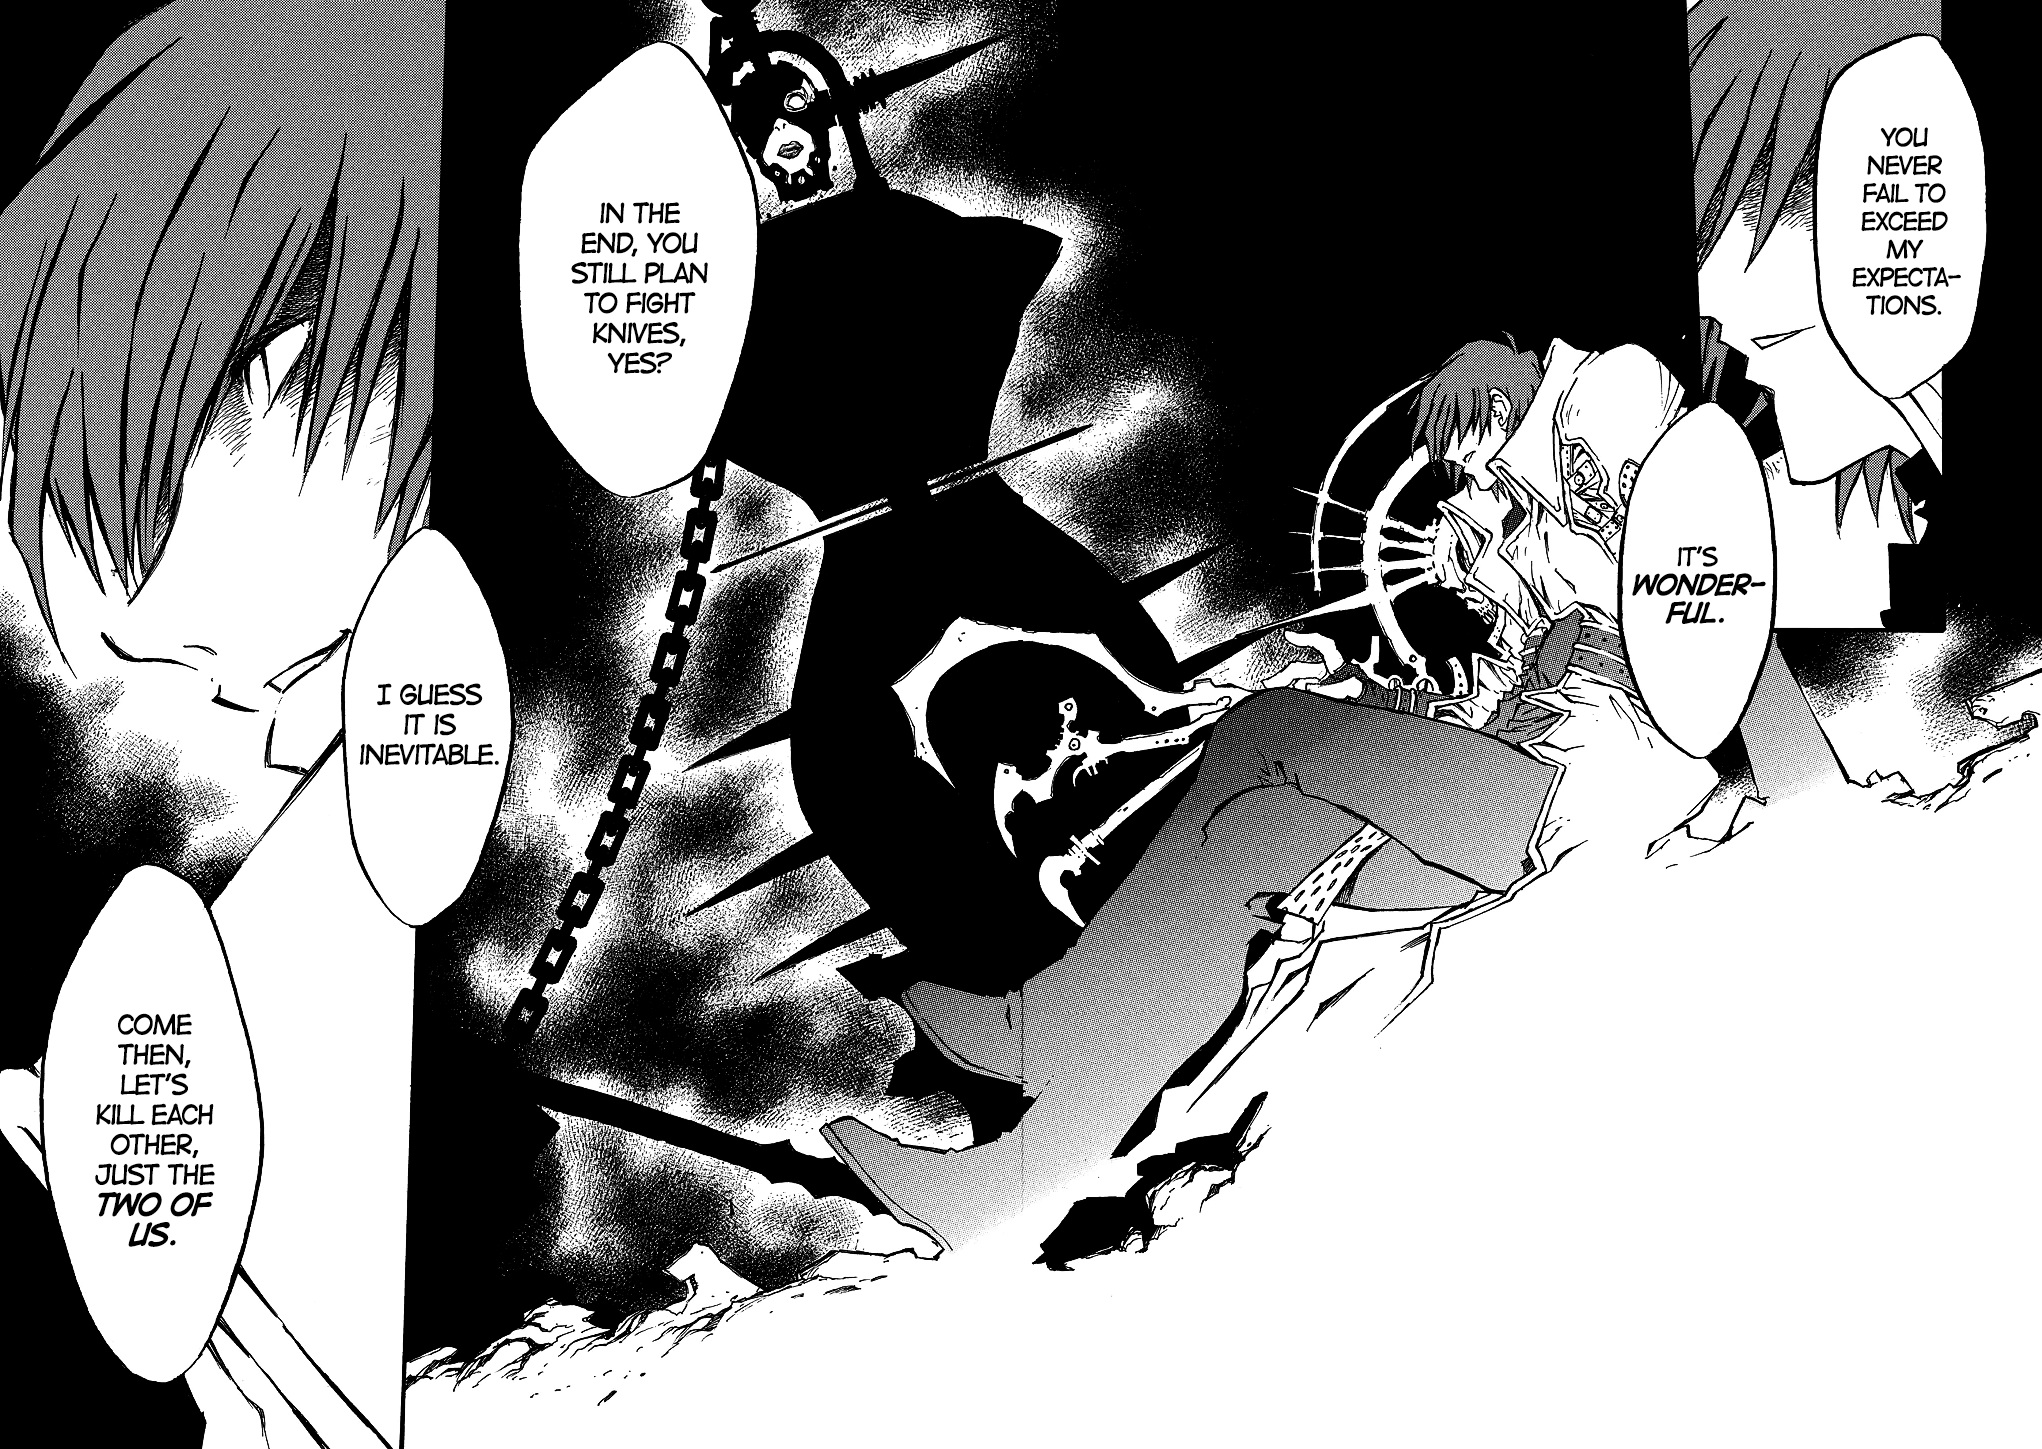 YOU
NEVER
FAIL TO
EXCEED
MY
EXPECTA-
TIONS.
IT'S
WONDER-
FUL.
IN THE
END, YOU
STILL PLAN
TO FIGHT
KNIVES,
YES?
I GUESS
IT IS
INEVITABLE.
COME
THEN,
LET'S
KILL EACH
OTHER,
JUST THE
TWO OF
US.